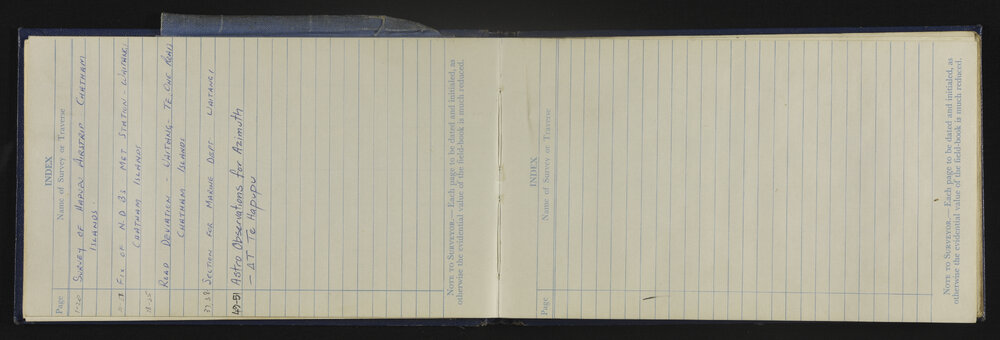 INDEX
Page Name of Survey or Traverse
1-20 SURVEY OF HAPUPU AIRSTRIP CHATHAM
ISLANDS.
FIX OF N.D B's MET STATION - WAITANGI
CHATHAM ISLANDS
ROAD DEVIATION - WAITANGI - TE ONE ROAD
CHATHAM ISLANDS
37-38 SECTION FOR MARINE DEPT WAITANGI
49-51 Astro Observations for Azimuth
- AT Te Hapupu
NOTE TO SURVEYOR.— Each page to be dated and initialed, as
otherwise the evidential value of the field-book is much reduced.
INDEX
Page Name of Survey or Traverse
NOTE TO SURVEYOR.— Each page to be dated and initialed, as
otherwise the evidential value of the field-book is much reduced.